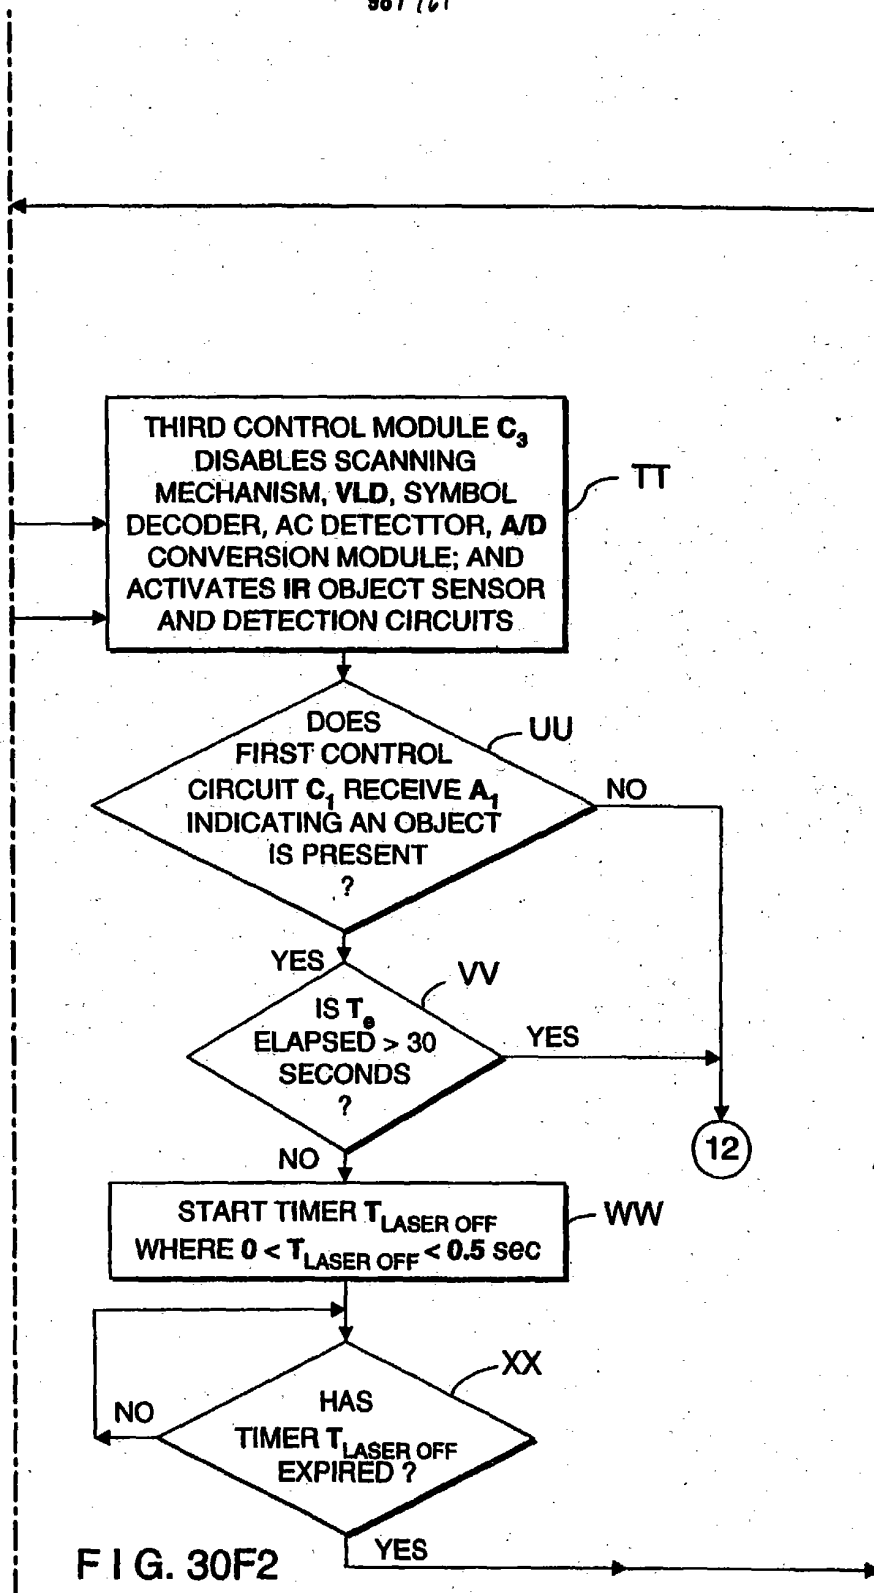 THIRD CONTROL MODULE C3
DISABLES SCANNING
MECHANISM, VLD, SYMBOL
DECODER, AC DETECTTOR, A/D
CONVERSION MODULE; AND
ACTIVATES IR OBJECT SENSOR
AND DETECTION CIRCUITS
TT
DOES
FIRST CONTROL
CIRCUIT C1 RECEIVE A1
INDICATING AN OBJECT
IS PRESENT
?
UU
NO
YES
VV
IS Te
ELAPSED > 30
SECONDS
?
YES
12
NO
START TIMER TLASER OFF
WHERE 0 < TLASER OFF < 0.5 sec
WW
XX
HAS
TIMER TLASER OFF
EXPIRED ?
NO
YES
FIG. 30F2